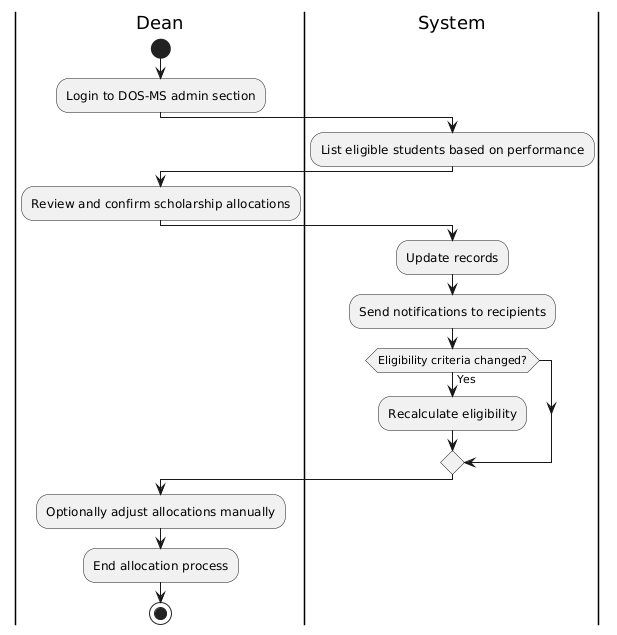 Dean
System
Login to DOS-MS admin section
List eligible students based on performance
Review and confirm scholarship allocations
Update records
Send notifications to recipients
Eligibility criteria changed?
Yes
Recalculate eligibility
Optionally adjust allocations manually
End allocation process